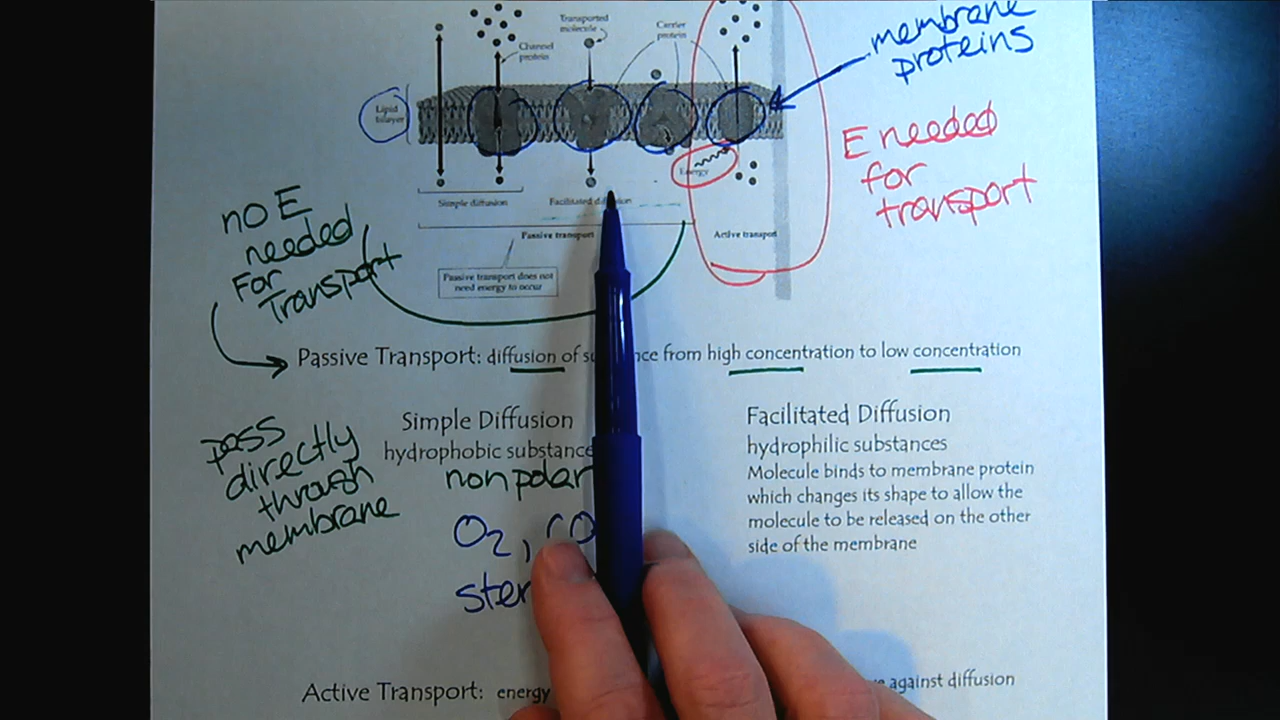 Transported
molecule
Carrier
protein
Channel
protein
membrane
proteins
Lipid
bilayer
E needed
for
transport
Energy
Simple diffusion
Facilitated diffusion
no E
needed
For
Transport
Passive transport
Active transport
Passive transport does not
need energy to occur
Passive Transport: diffusion of from high concentration to low concentration
Simple Diffusion
hydrophobic substance
nonpolar
O2, CO
pass
directly
through
membrane
Facilitated Diffusion
hydrophilic substances
Molecule binds to membrane protein
which changes its shape to allow the
molecule to be released on the other
side of the membrane
Active Transport: energy against diffusion